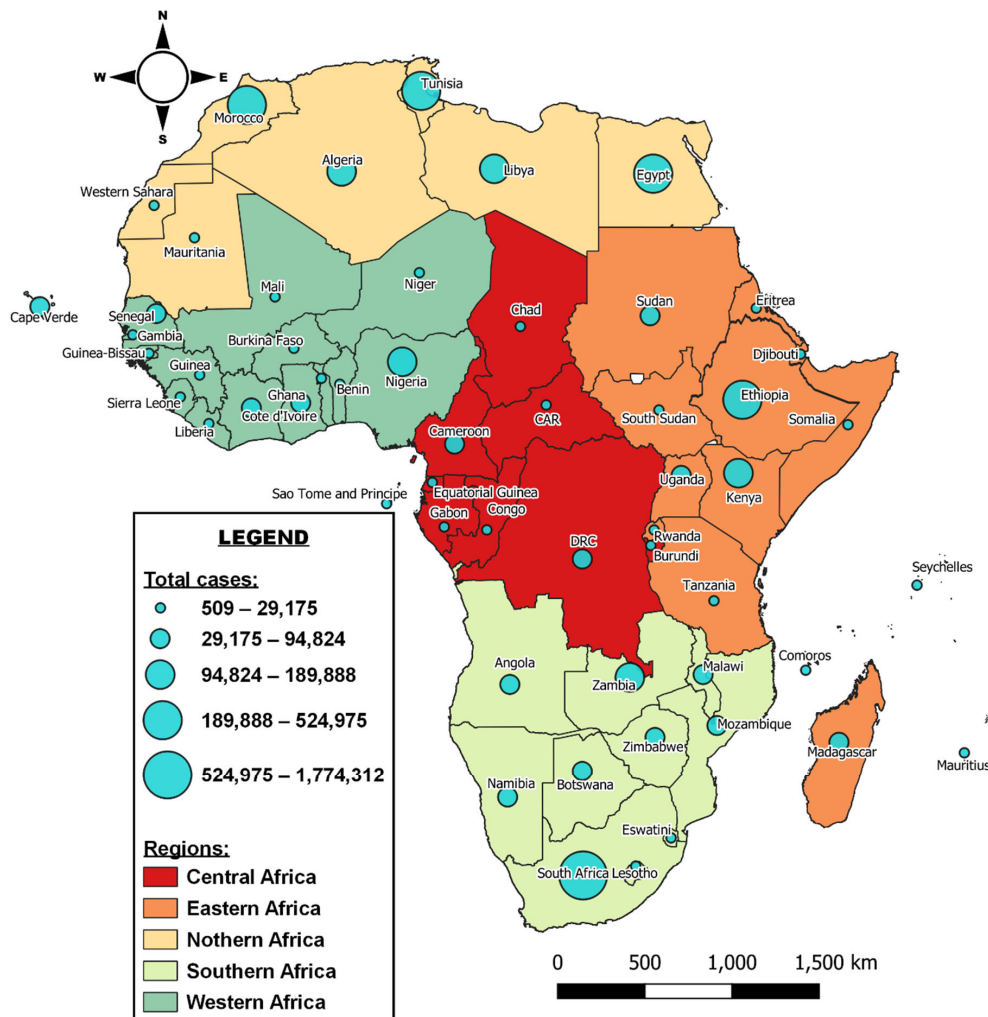 N
W E
S
Tunisia
Morocco
Algeria
Libya
Egypt
Western Sahara
Mauritania
Niger
Mali
Chad
Sudan
Eritrea
Cape Verde
Senegal
Gambia
Burkina Faso
Djibouti
Guinea-Bissau
Guinea
Nigeria
Benin
Ethiopia
Ghana
Sierra Leone
Cote d'Ivoire
CAR
South Sudan
Somalia
Liberia
Cameroon
Uganda
Kenya
Sao Tome and Principe
Equatorial Guinea
Gabon
Congo
Rwanda
DRC
Burundi
Tanzania
Seychelles
Comoros
Angola
Zambia
Malawi
Mozambique
Zimbabwe
Madagascar
Mauritius
Namibia
Botswana
Eswatini
South Africa
Lesotho
LEGEND
Total cases:
509 – 29,175
29,175 – 94,824
94,824 – 189,888
189,888 – 524,975
524,975 – 1,774,312
Regions:
Central Africa
Eastern Africa
Nothern Africa
Southern Africa
Western Africa
0 500 1,000 1,500 km